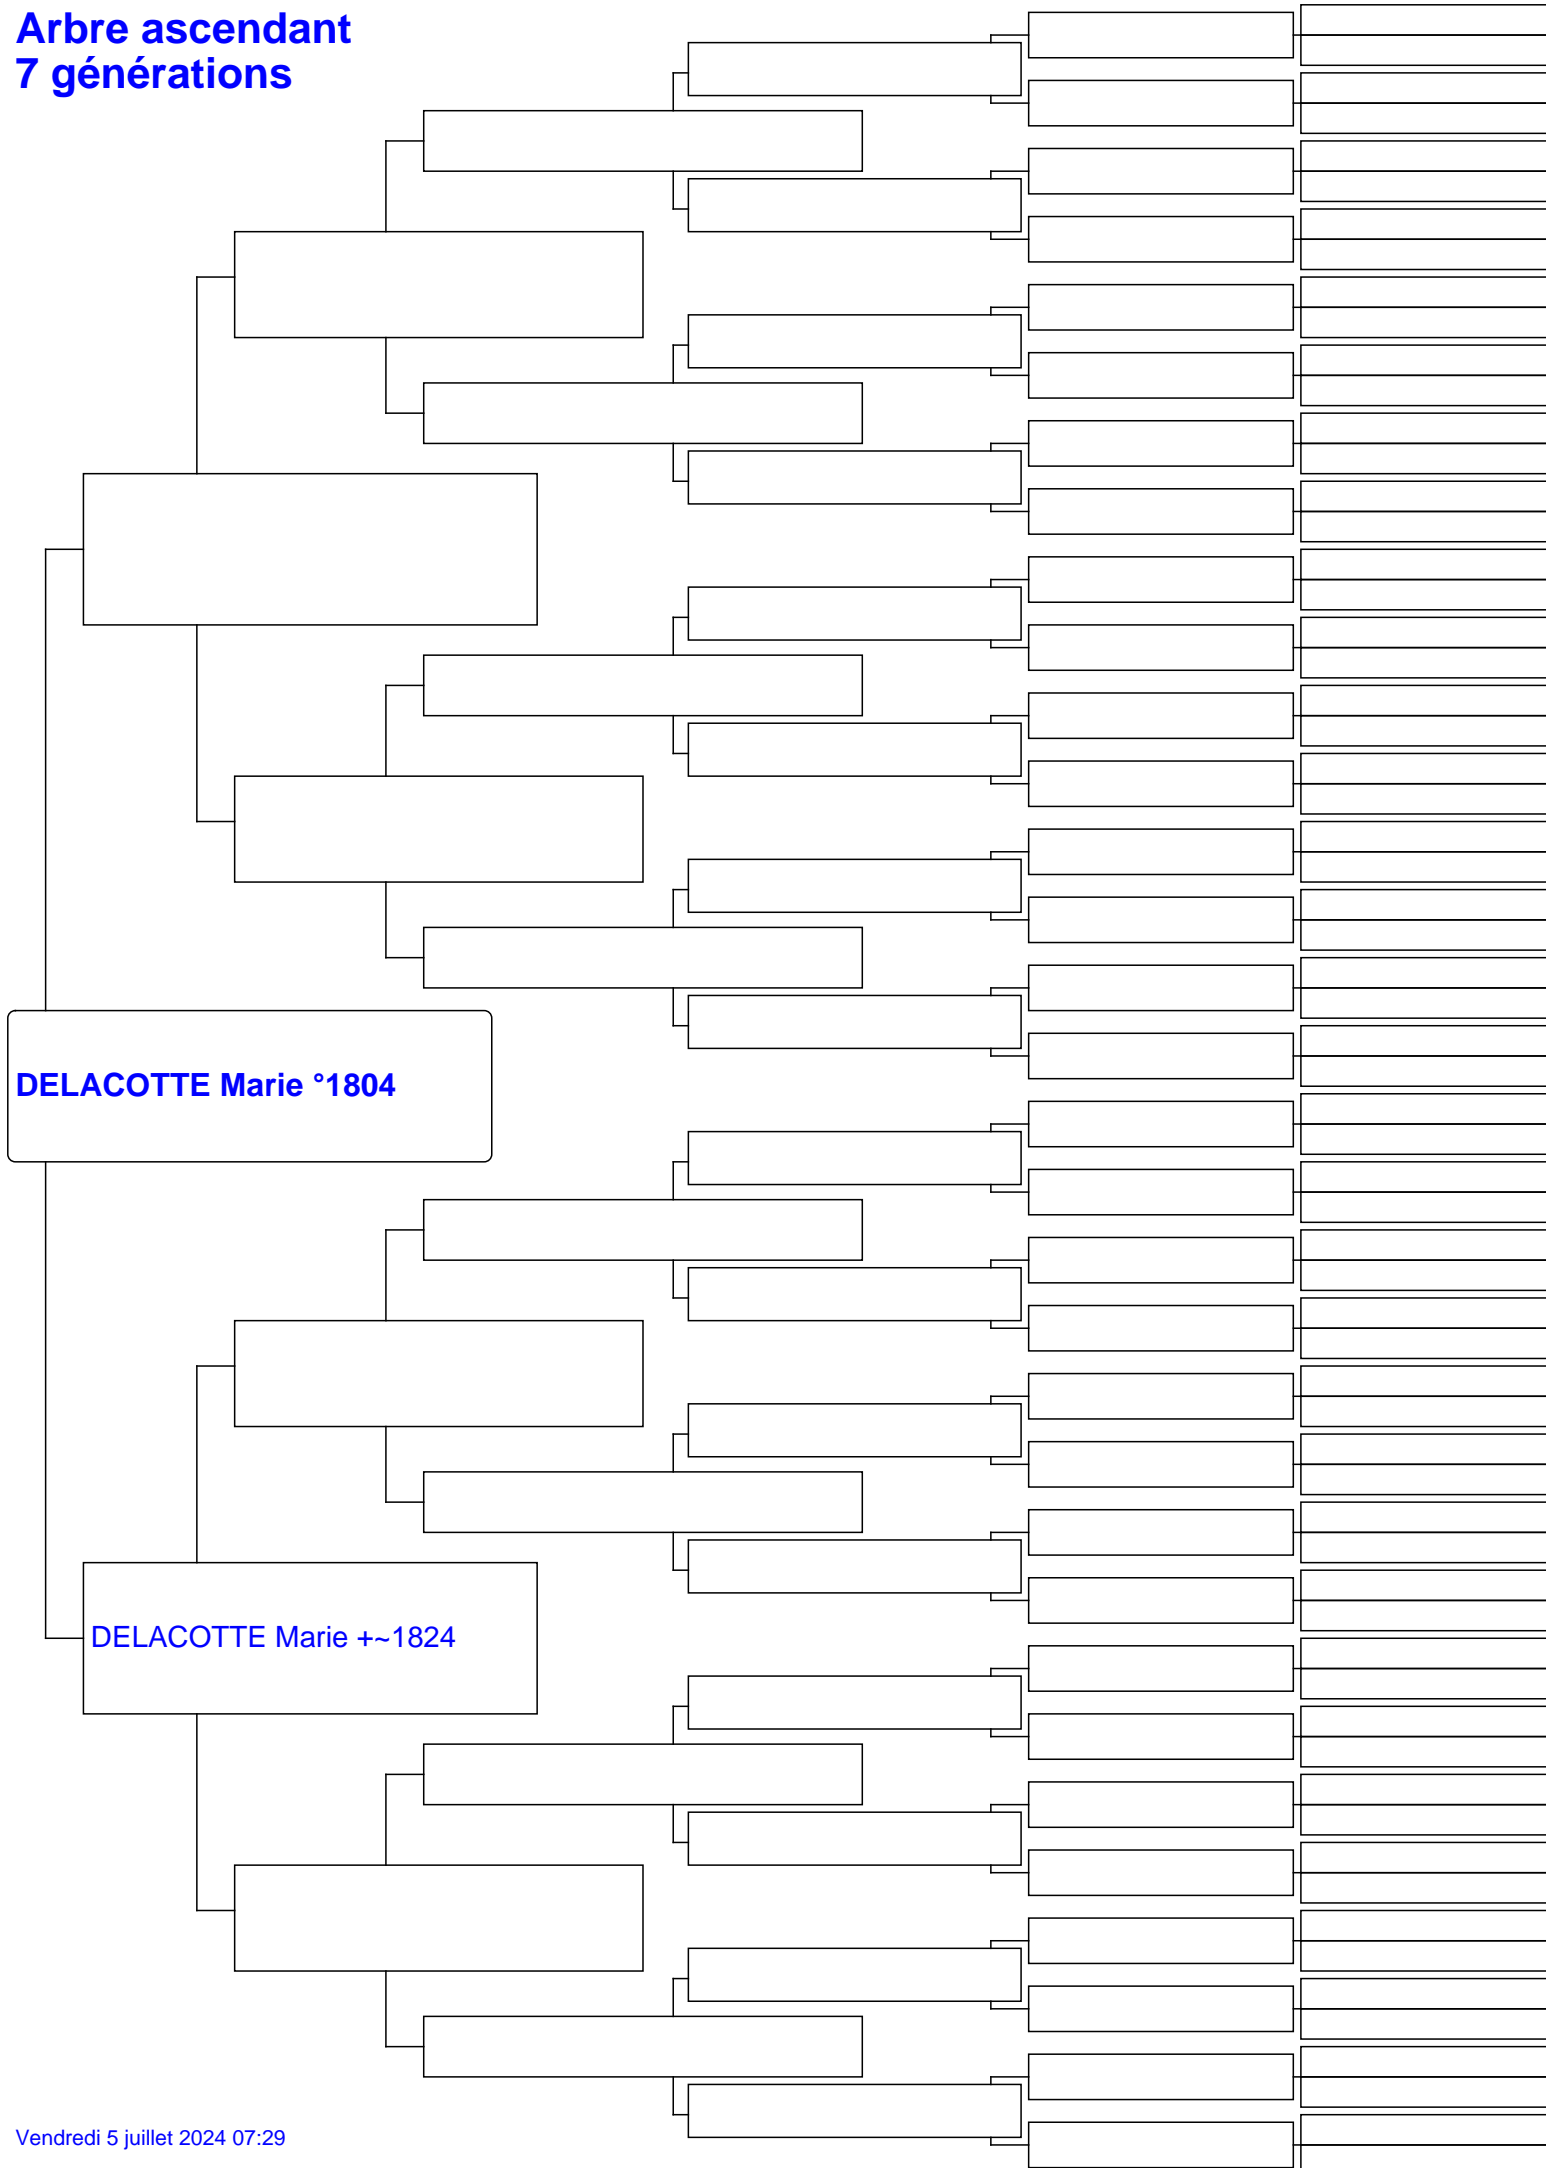 Arbre ascendant
7 générations
DELACOTTE Marie °1804
DELACOTTE Marie +~1824
Vendredi 5 juillet 2024 07:29